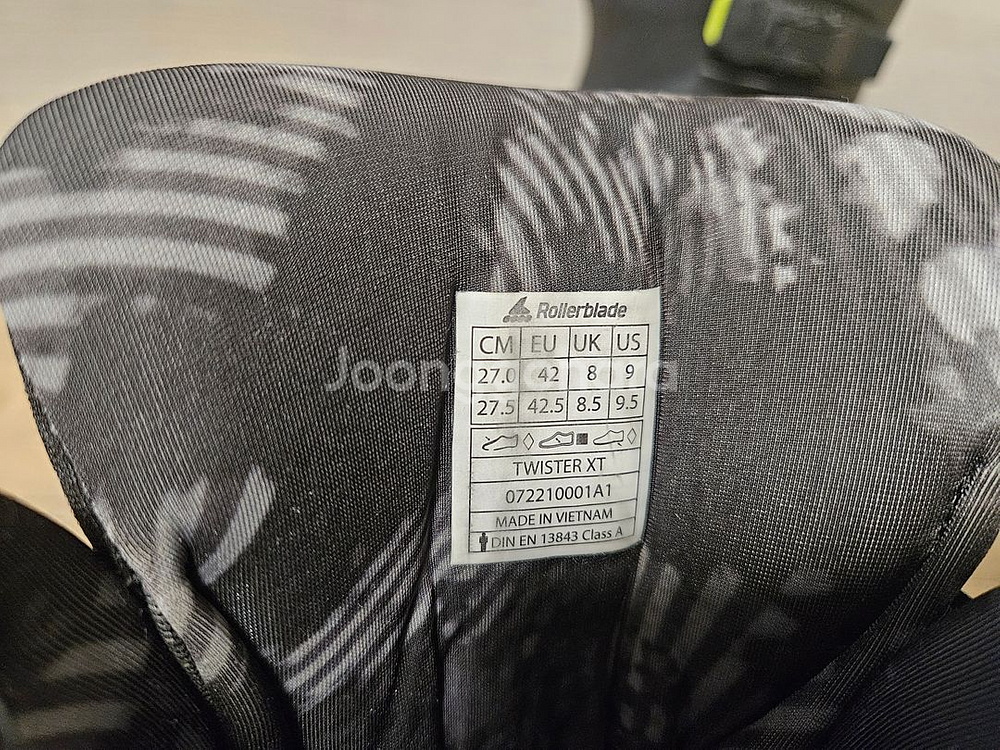 Rollerblade
CM EU UK US
27.0 42 8 9
27.5 42.5 8.5 9.5
TWISTER XT
072210001A1
MADE IN VIETNAM
DIN EN 13843 Class A